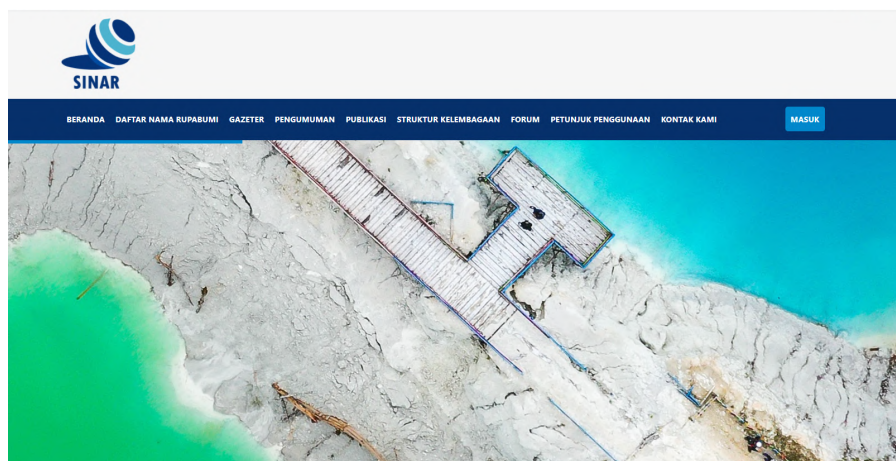 SINAR
BERANDA DAFTAR NAMA RUPABUMI GAZETER PENGUMUMAN PUBLIKASI STRUKTUR KELEMBAGAAN FORUM PETUNJUK PENGGUNAAN KONTAK KAMI MASUK